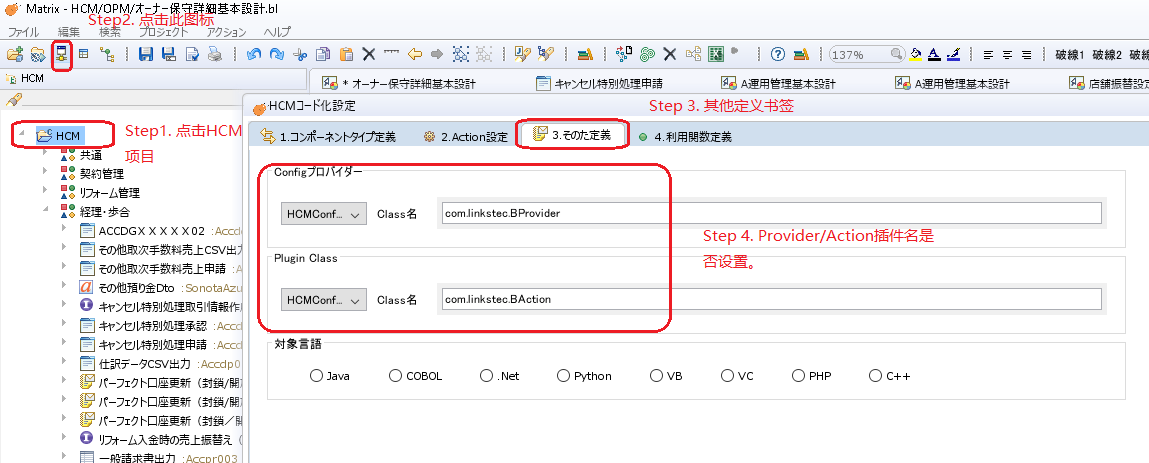 Matrix - HCM/OPM/オーナー保守詳細基本設計.bl
Step2. 点击此图标
ファイル 編集 検索 プロジェクト アクション ヘルプ
137%
破線1 破線2 破線
HCM
* オーナー保守詳細基本設計
キャンセル特別処理申請
A運用管理基本設計
A運用管理基本設計
店舗振替設定
HCMコード化設定
Step 3. 其他定义书签
1.コンポーネントタイプ定義
2.Action設定
3.そのた定義
4.利用関数定義
HCM
Step1. 点击HCM
项目
共通
契約管理
リフォーム管理
経理・歩合
ACCDGXXXXX02 :Accd
その他取次手数料売上CSV出力
その他取次手数料売上申請 :
その他預り金Dto :SonotaAzu
キャンセル特別処理取引情報作
キャンセル特別処理承認 :Accd
キャンセル特別処理申請 :Accd
仕訳データCSV出力 :Accdp0
パーフェクト口座更新（封鎖/開
パーフェクト口座更新（封鎖/開
パーフェクト口座更新（封鎖／開
リフォーム入金時の売上振替え（
一般請求書出力 :Accpr003
Configプロバイダー
HCMConf... Class名 com.linkstec.BProvider
Step 4. Provider/Action插件名是
否设置。
Plugin Class
HCMConf... Class名 com.linkstec.BAction
対象言語
Java COBOL .Net Python VB VC PHP C++